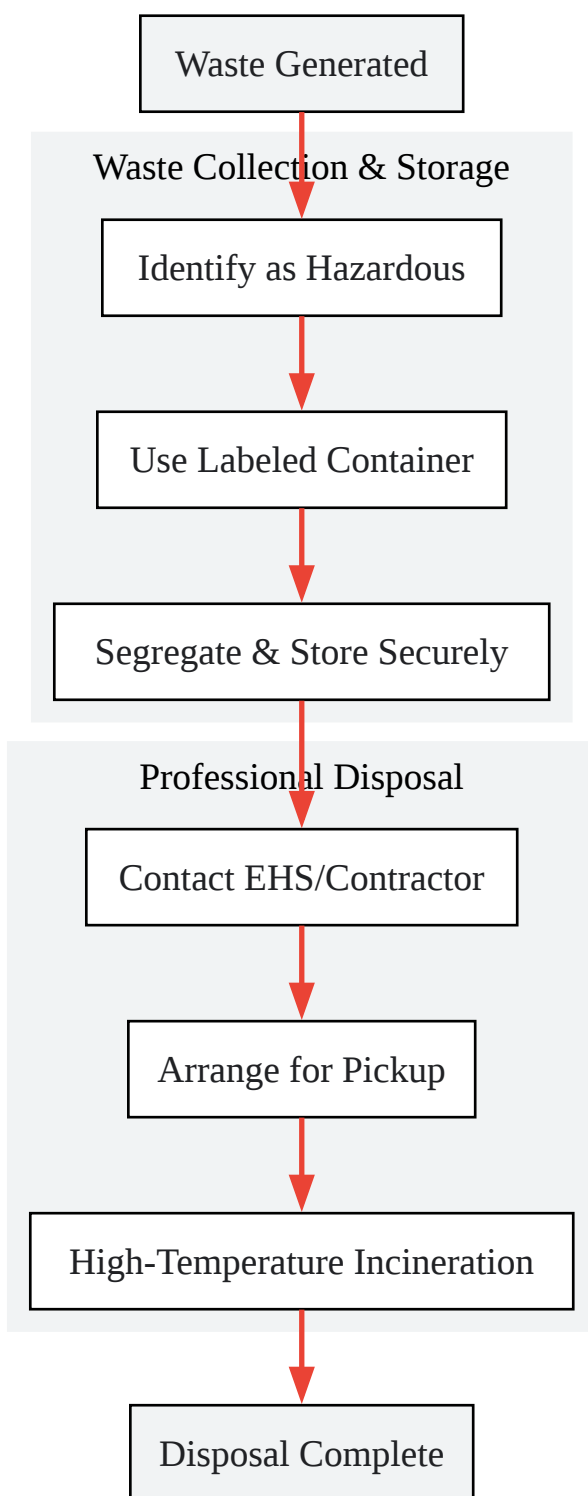 Waste Generated
Waste Collection & Storage
Identify as Hazardous
Use Labeled Container
Segregate & Store Securely
Professional Disposal
Contact EHS/Contractor
Arrange for Pickup
High-Temperature Incineration
Disposal Complete